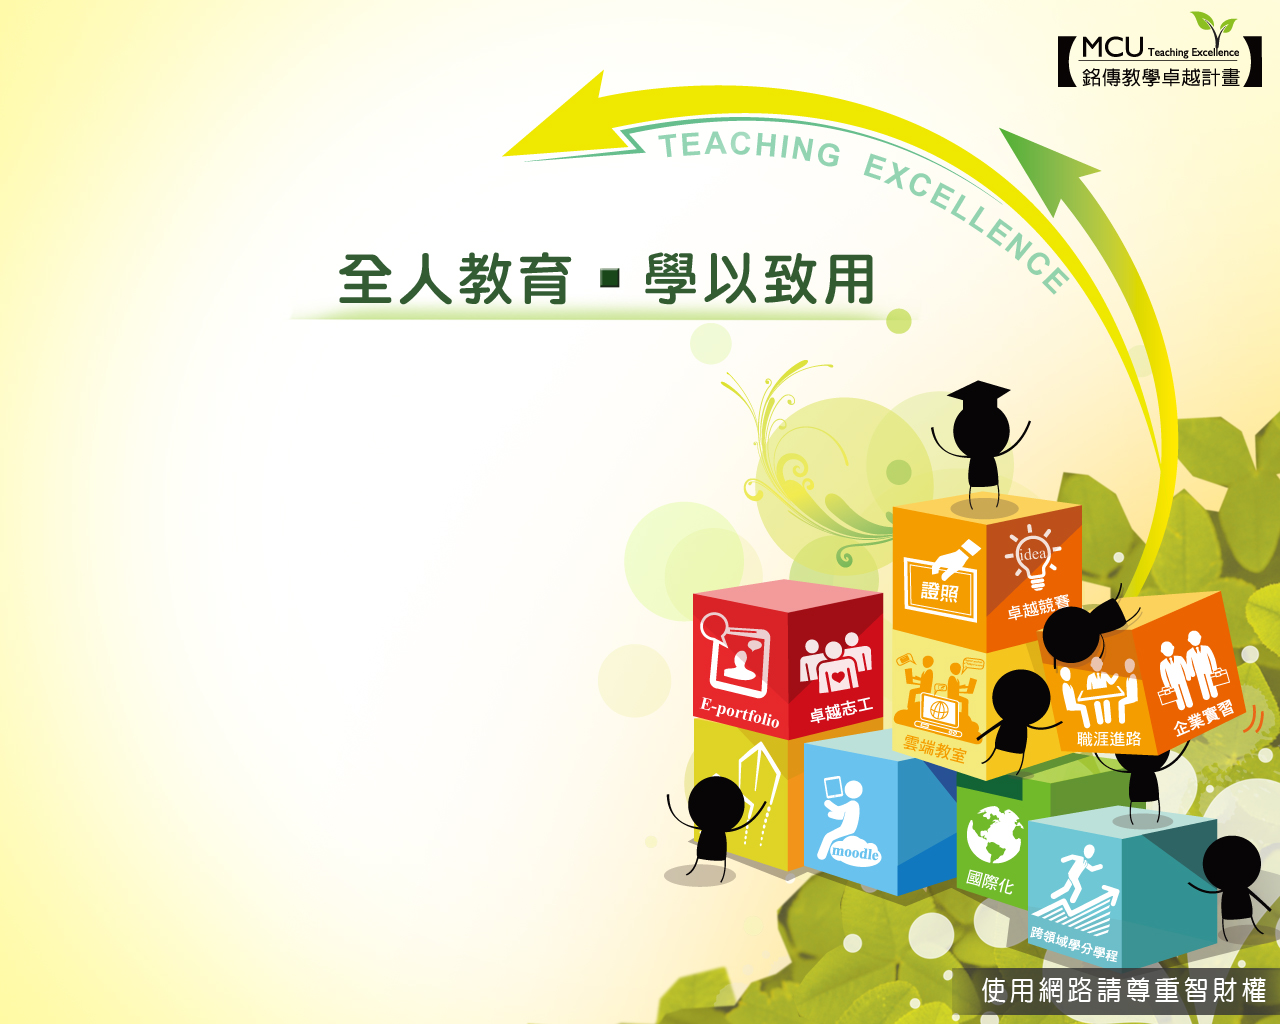 MCU Teaching Excellence
銘傳教學卓越計畫
TEACHING EXCELLENCE
全人教育▪學以致用
idea
證照
卓越競賽
E-portfolio
卓越志工
雲端教室
職涯進路
企業實習
moodle
國際化
跨領域學分學程
使用網路請尊重智財權